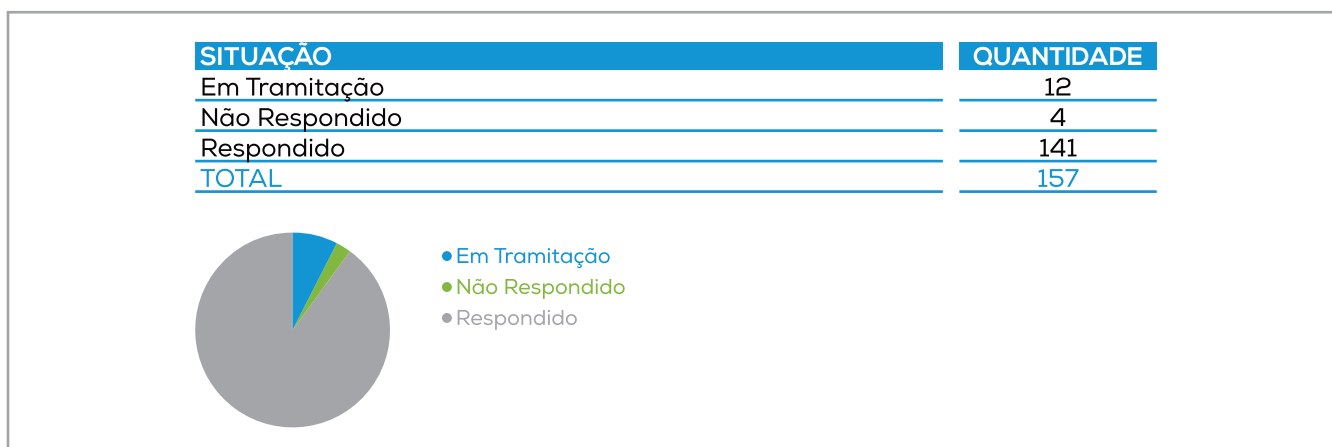 SITUAÇÃO QUANTIDADE
Em Tramitação 12
Não Respondido 4
Respondido 141
TOTAL 157
Em Tramitação
Não Respondido
Respondido